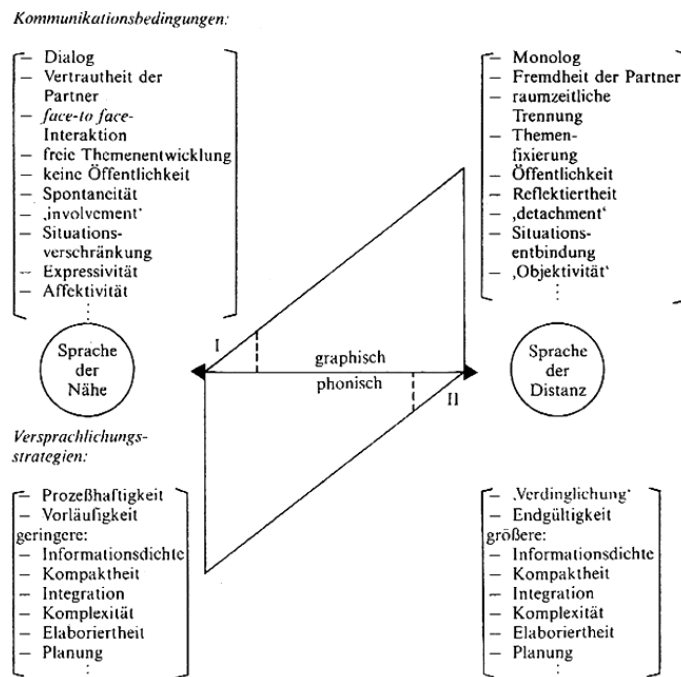 Kommunikationsbedingungen:
– Dialog
– Vertrautheit der
Partner
– face-to face-
Interaktion
– freie Themenentwicklung
– keine Öffentlichkeit
– Spontaneität
– ‚involvement‘
– Situations-
verschränkung
– Expressivität
– Affektivität
⋮
– Monolog
– Fremdheit der Partner
– raumzeitliche
Trennung
– Themen-
fixierung
– Öffentlichkeit
– Reflektiertheit
– ‚detachment‘
– Situations-
entbindung
– ‚Objektivität‘
⋮
I
Sprache
der
Nähe
graphisch
phonisch
II
Sprache
der
Distanz
Versprachlichungs-
strategien:
– Prozeßhaftigkeit
– Vorläufigkeit
geringere:
– Informationsdichte
– Kompaktheit
– Integration
– Komplexität
– Elaboriertheit
– Planung
⋮
– ‚Verdinglichung‘
– Endgültigkeit
größere:
– Informationsdichte
– Kompaktheit
– Integration
– Komplexität
– Elaboriertheit
– Planung
⋮